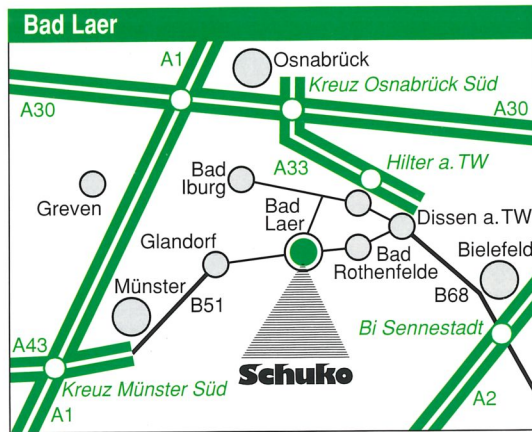 Bad Laer
A1
Osnabrück
Kreuz Osnabrück Süd
A30
A30
A33
Hilter a. TW
Bad
Iburg
Greven
Bad
Laer
Dissen a. TW
Glandorf
Bad
Rothenfelde
Bielefeld
Münster
B51
B68
Bi Sennestadt
A43
Schuko
Kreuz Münster Süd
A1
A2